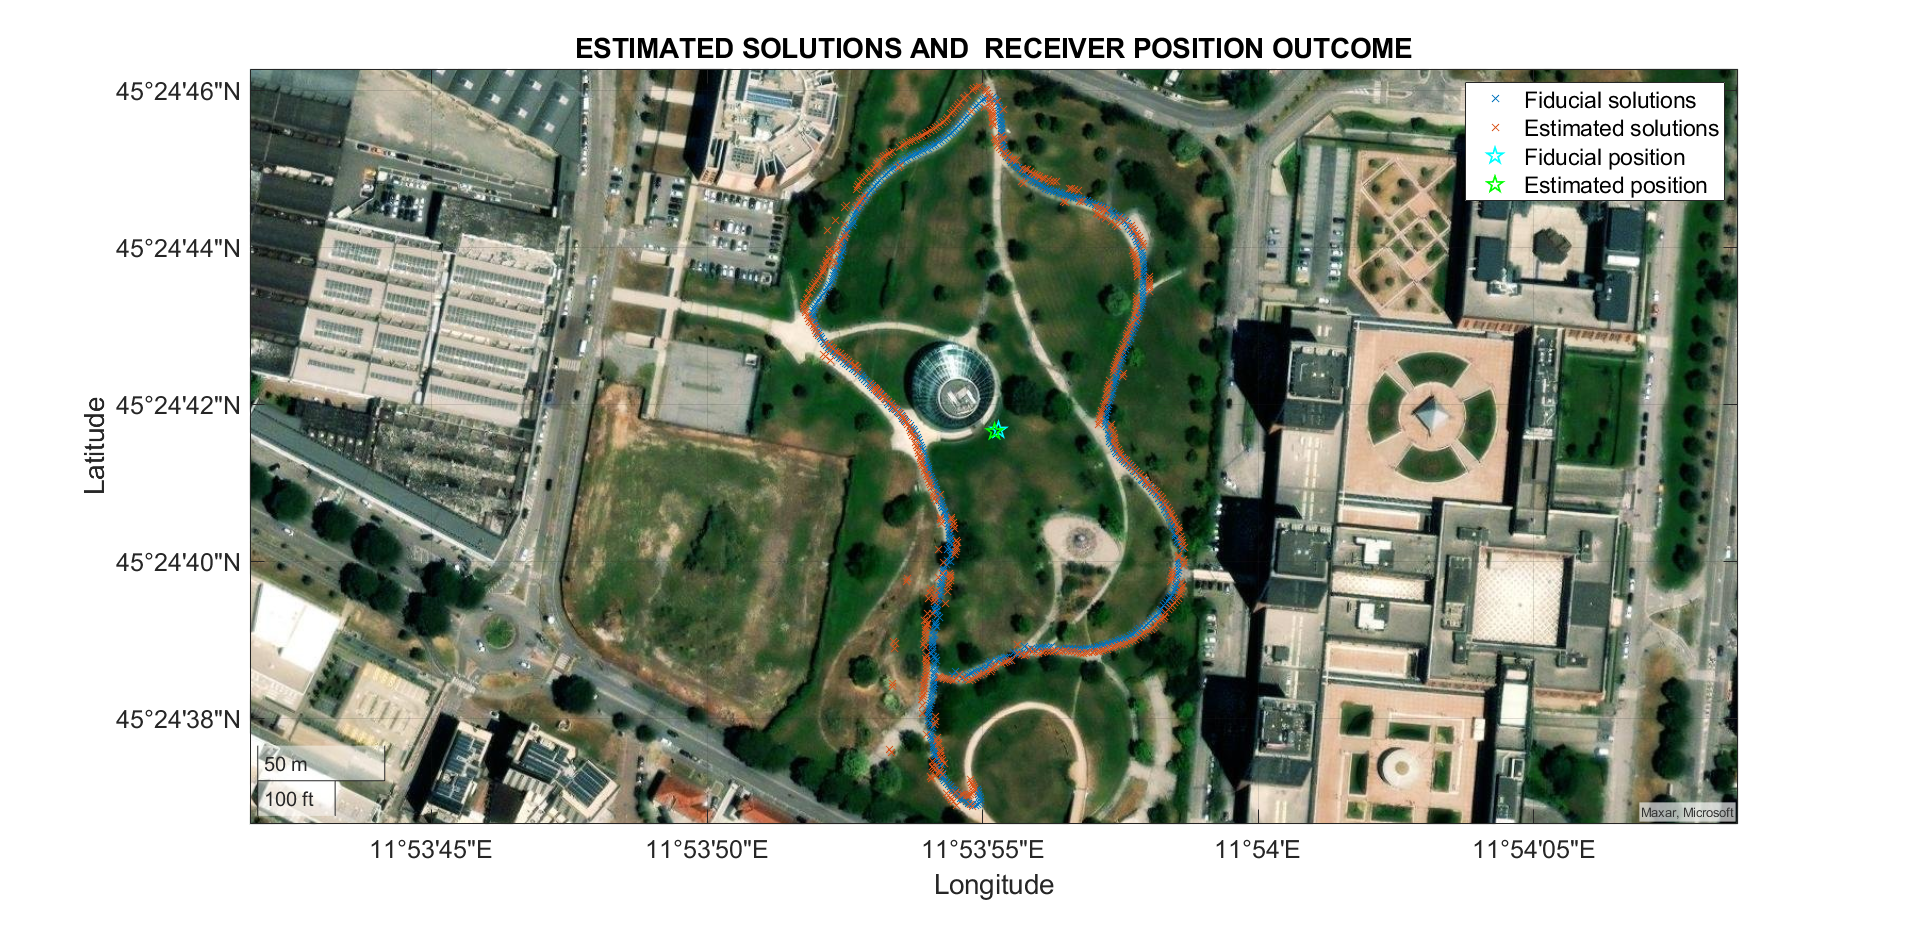 ESTIMATED SOLUTIONS AND  RECEIVER POSITION OUTCOME
Fiducial solutions
Estimated solutions
Fiducial position
Estimated position
Latitude
45°24'46"N
45°24'44"N
45°24'42"N
45°24'40"N
45°24'38"N
50 m
100 ft
Maxar, Microsoft
11°53'45"E
11°53'50"E
11°53'55"E
11°54'E
11°54'05"E
Longitude